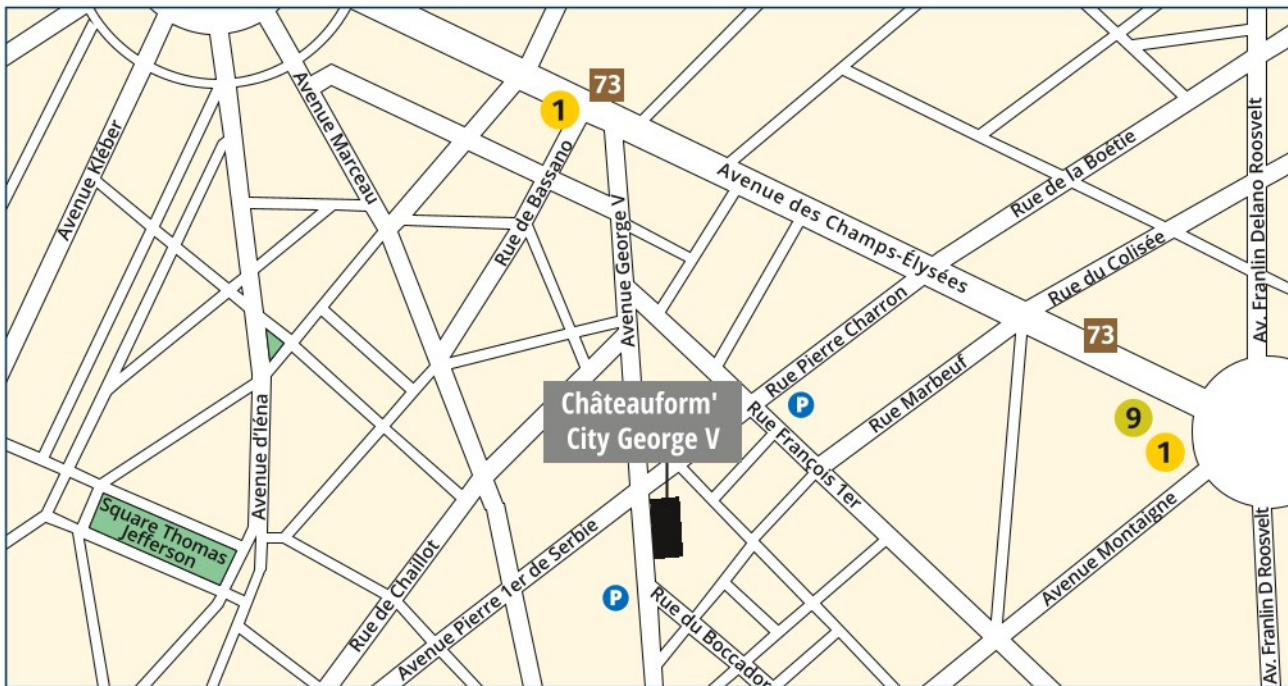 73
1
Avenue Marceau
Avenue Kléber
Rue de Bassano
Avenue George V
Avenue des Champs-Élysées
Rue de la Boétie
Av. Franlin Delano Roosvelt
Rue du Colisée
Rue Pierre Charron
73
Rue Marbeuf
Châteauform'
City George V
P
9
1
Rue François 1er
Avenue d'Iéna
Square Thomas
Jefferson
Avenue Montaigne
Rue de Chaillot
Avenue Pierre 1er de Serbie
P
Rue du Boccador
Av. Franlin D Roosvelt